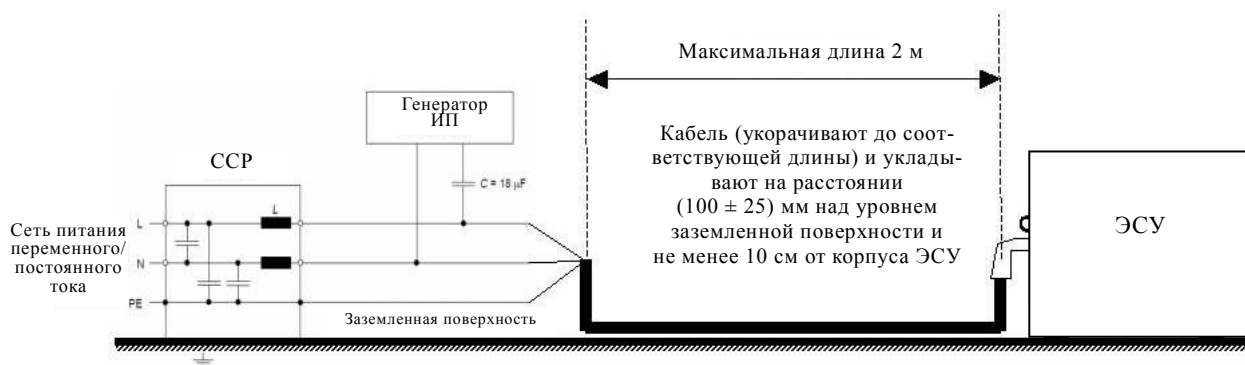 Максимальная длина 2 м
Генератор
ИП
ССР
C = 18 μF
Кабель (укорачивают до соот-
ветствующей длины) и уклады-
вают на расстоянии
(100 ± 25) мм над уровнем
заземленной поверхности и
не менее 10 см от корпуса ЭСУ
ЭСУ
L
L
Сеть питания
переменного/
постоянного
тока
N
PE
Заземленная поверхность